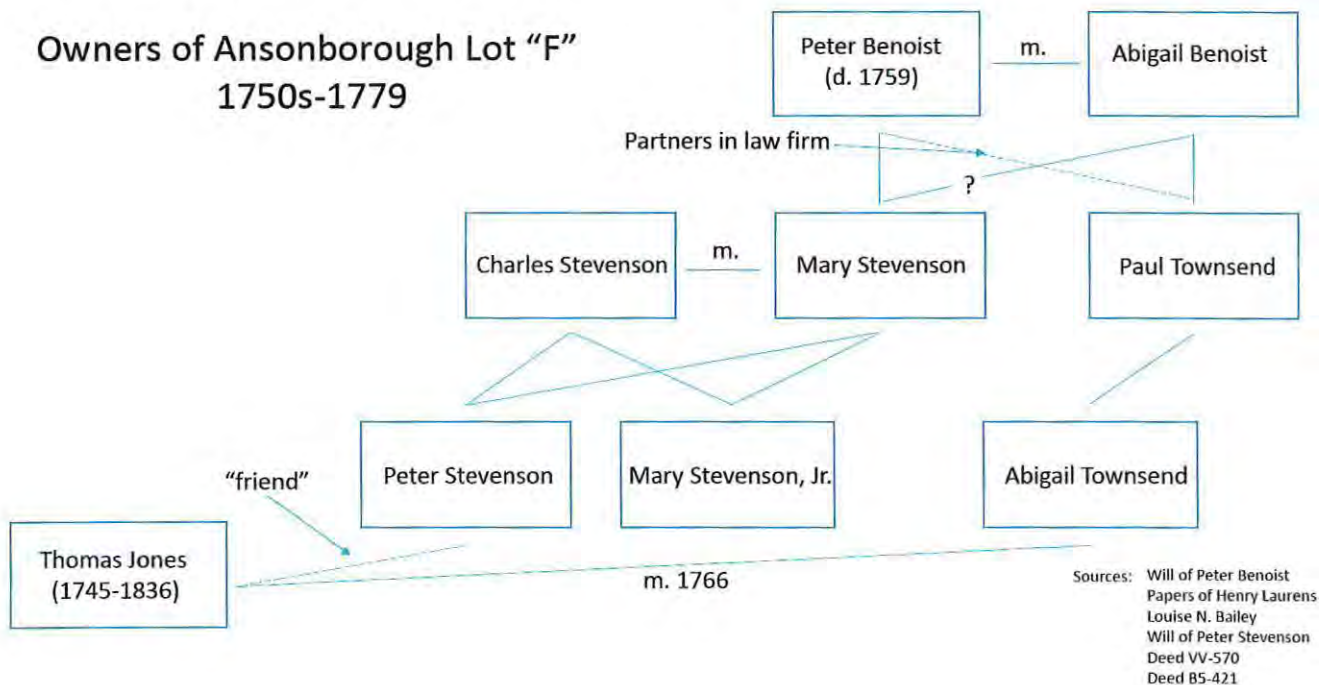 Owners of Ansonborough Lot “F”
1750s-1779
Peter Benoist
(d. 1759)
m.
Abigail Benoist
Partners in law firm
?
Charles Stevenson
m.
Mary Stevenson
Paul Townsend
Peter Stevenson
Mary Stevenson, Jr.
Abigail Townsend
“friend”
Thomas Jones
(1745-1836)
m. 1766
Sources: Will of Peter Benoist
Papers of Henry Laurens
Louise N. Bailey
Will of Peter Stevenson
Deed VV-570
Deed B5-421